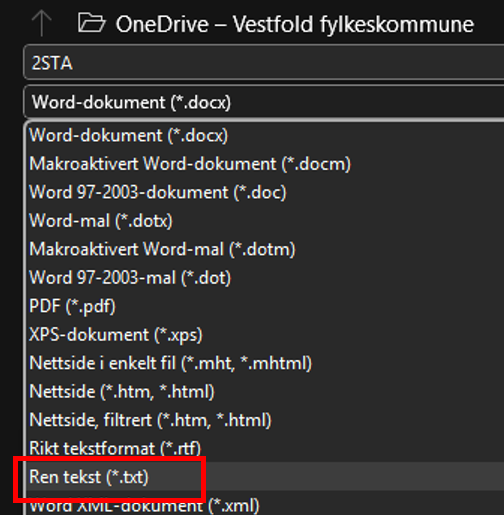 OneDrive – Vestfold fylkeskommune
2STA
Word-dokument (*.docx)
Word-dokument (*.docx)
Makroaktivert Word-dokument (*.docm)
Word 97-2003-dokument (*.doc)
Word-mal (*.dotx)
Makroaktivert Word-mal (*.dotm)
Word 97-2003-mal (*.dot)
PDF (*.pdf)
XPS-dokument (*.xps)
Nettside i enkelt fil (*.mht, *.mhtml)
Nettside (*.htm, *.html)
Nettside, filtrert (*.htm, *.html)
Rikt tekstformat (*.rtf)
Ren tekst (*.txt)
Word XML-dokument (*.xml)